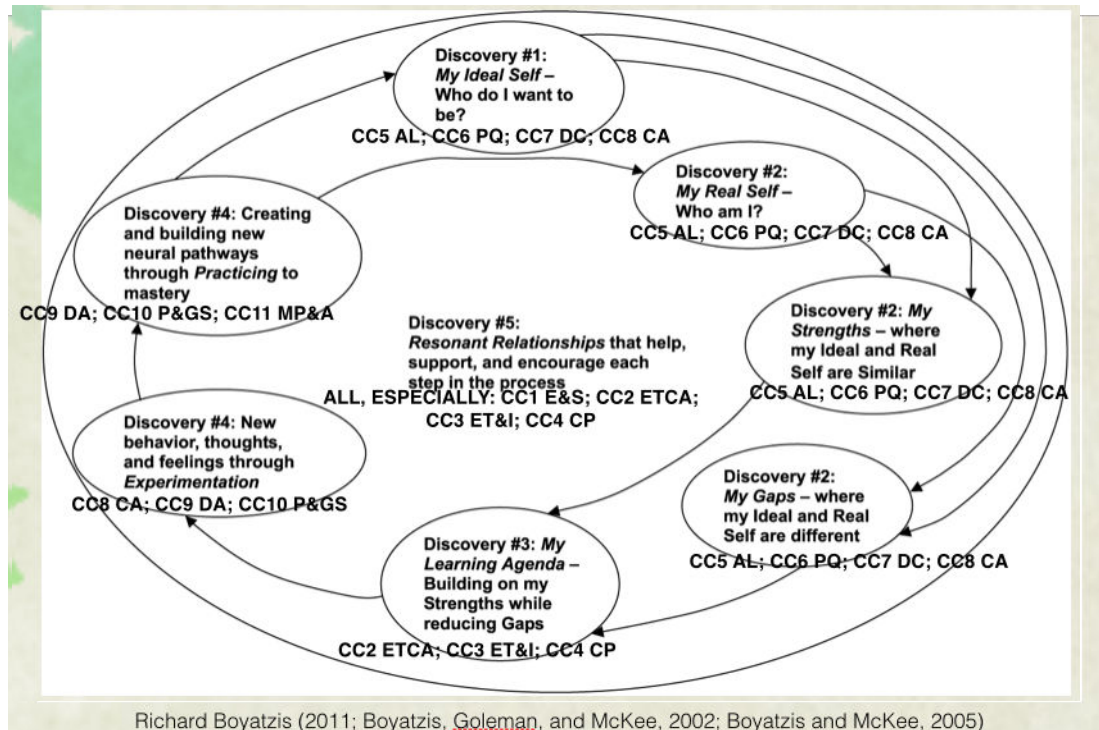 Discovery #1:
My Ideal Self –
Who do I want to
be?
CC5 AL; CC6 PQ; CC7 DC; CC8 CA
Discovery #2:
My Real Self –
Who am I?
CC5 AL; CC6 PQ; CC7 DC; CC8 CA
Discovery #4: Creating
and building new
neural pathways
through Practicing to
mastery
CC9 DA; CC10 P&GS; CC11 MP&A
Discovery #5:
Resonant Relationships that help,
support, and encourage each
step in the process
ALL, ESPECIALLY: CC1 E&S; CC2 ETCA;
CC3 ET&I; CC4 CP
Discovery #2: My
Strengths – where
my Ideal and Real
Self are Similar
CC5 AL; CC6 PQ; CC7 DC; CC8 CA
Discovery #4: New
behavior, thoughts,
and feelings through
Experimentation
CC8 CA; CC9 DA; CC10 P&GS
Discovery #2:
My Gaps – where
my Ideal and Real
Self are different
CC5 AL; CC6 PQ; CC7 DC; CC8 CA
Discovery #3: My
Learning Agenda –
Building on my
Strengths while
reducing Gaps
CC2 ETCA; CC3 ET&I; CC4 CP
Richard Boyatzis (2011; Boyatzis, Goleman, and McKee, 2002; Boyatzis and McKee, 2005)